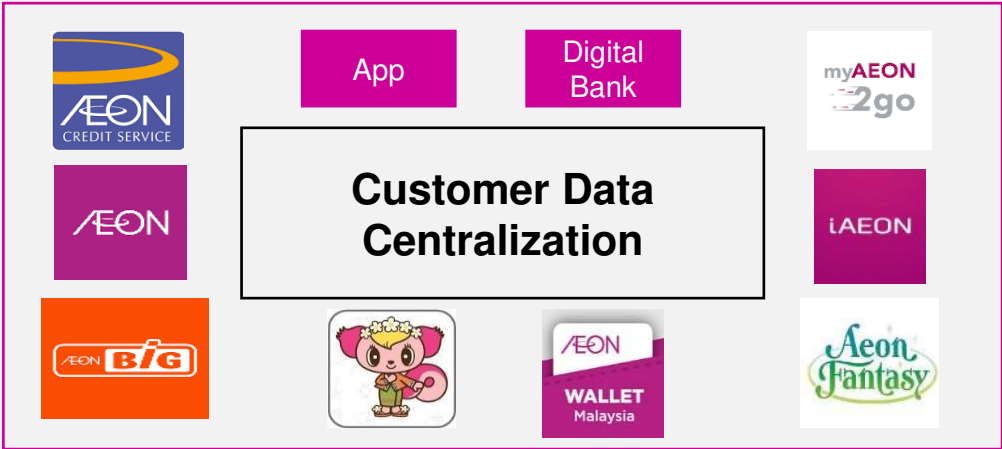 ÆON
CREDIT SERVICE
App
Digital
Bank
myAEON
2go
Customer Data
Centralization
ÆON
iAEON
ÆON BiG
ÆON
WALLET
Malaysia
Aeon
Fantasy